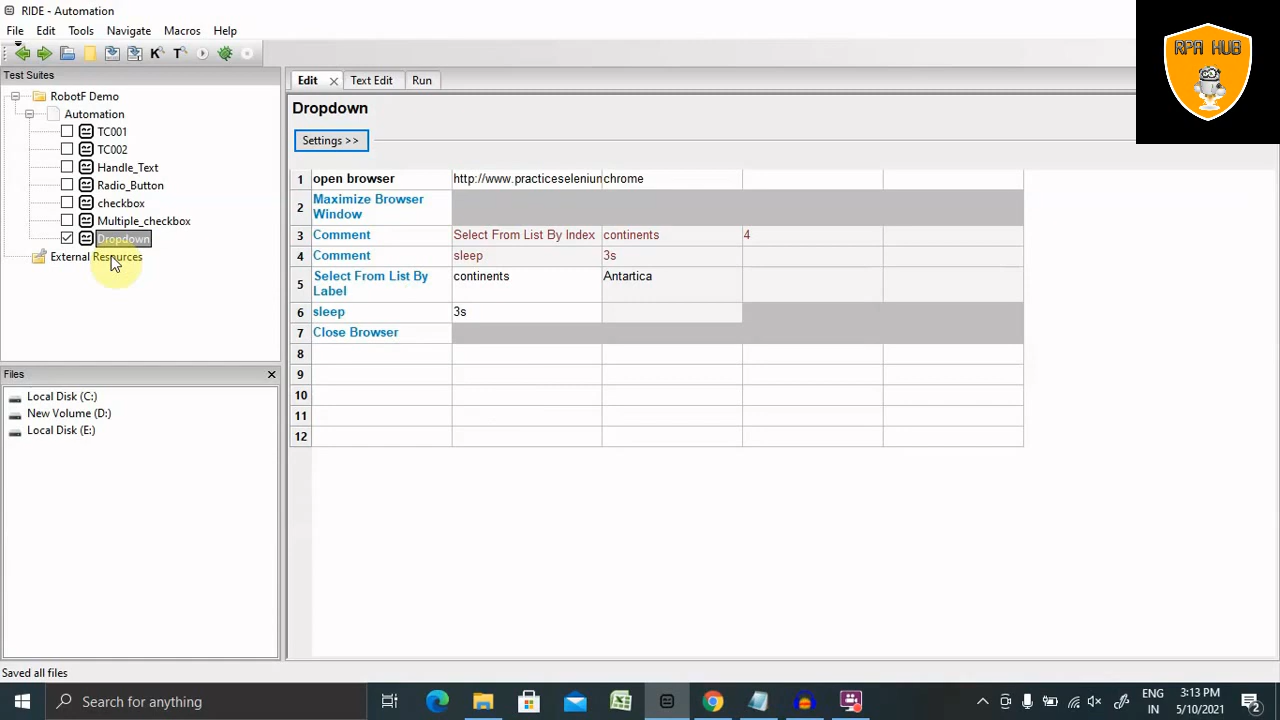 RIDE - Automation
File Edit Tools Navigate Macros Help
K T
RPA HUB
Test Suites
RobotF Demo
Automation
TC001
TC002
Handle_Text
Radio_Button
checkbox
Multiple_checkbox
Dropdown
External Resources
Files
Local Disk (C:)
New Volume (D:)
Local Disk (E:)
Edit Text Edit Run
Dropdown
Settings >>
1 open browser http://www.practiceseleniun chrome
2 Maximize Browser
Window
3 Comment Select From List By Index continents 4
4 Comment sleep 3s
5 Select From List By
Label continents Antartica
6 sleep 3s
7 Close Browser
8
9
10
11
12
Saved all files
Search for anything
ENG
IN
3:13 PM
5/10/2021
2